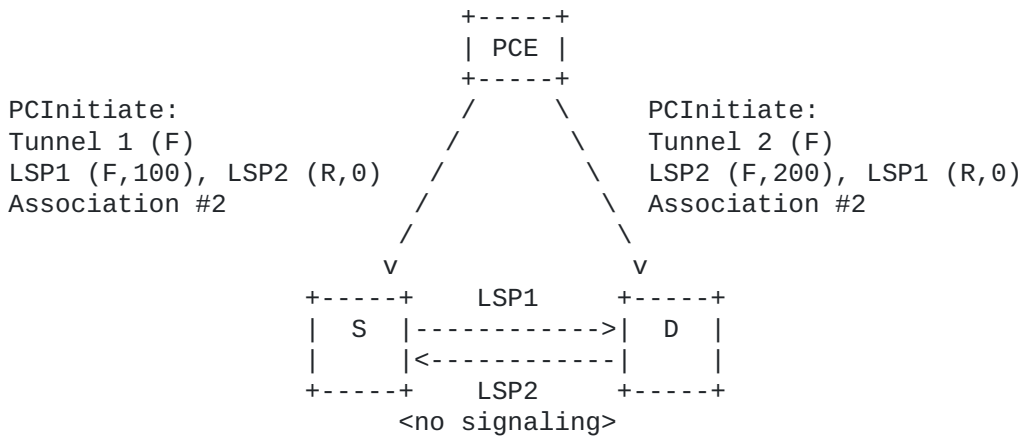 PCE
PCInitiate: PCInitiate:
Tunnel 1 (F) Tunnel 2 (F)
LSP1 (F,100), LSP2 (R,0) LSP2 (F,200), LSP1 (R,0)
Association #2 Association #2
LSP1
S D
LSP2
<no signaling>